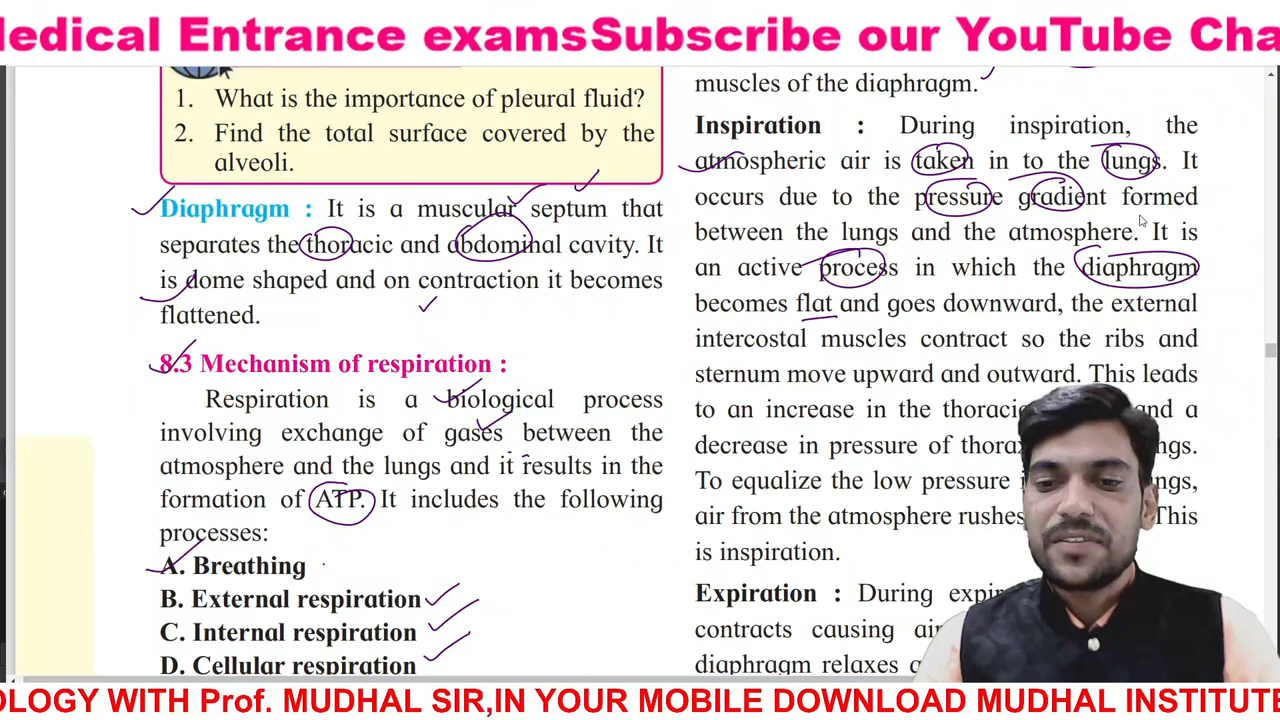 Medical Entrance exams Subscribe our YouTube Cha
1. What is the importance of pleural fluid?
2. Find the total surface covered by the
alveoli.
Diaphragm : It is a muscular septum that
separates the thoracic and abdominal cavity. It
is dome shaped and on contraction it becomes
flattened.
8.3 Mechanism of respiration :
Respiration is a biological process
involving exchange of gases between the
atmosphere and the lungs and it results in the
formation of ATP. It includes the following
processes:
A. Breathing
B. External respiration
C. Internal respiration
D. Cellular respiration
muscles of the diaphragm.
Inspiration : During inspiration, the
atmospheric air is taken in to the lungs. It
occurs due to the pressure gradient formed
between the lungs and the atmosphere. It is
an active process in which the diaphragm
becomes flat and goes downward, the external
intercostal muscles contract so the ribs and
sternum move upward and outward. This leads
to an increase in the thoracic and a
decrease in pressure of ngs.
To equalize the low pressure ngs,
air from the atmosphere rushes This
is inspiration.
Expiration : During
contracts causing
diaphragm relaxes
OLOGY WITH Prof. MUDHAL SIR,IN YOUR MOBILE DOWNLOAD MUDHAL INSTITUTE